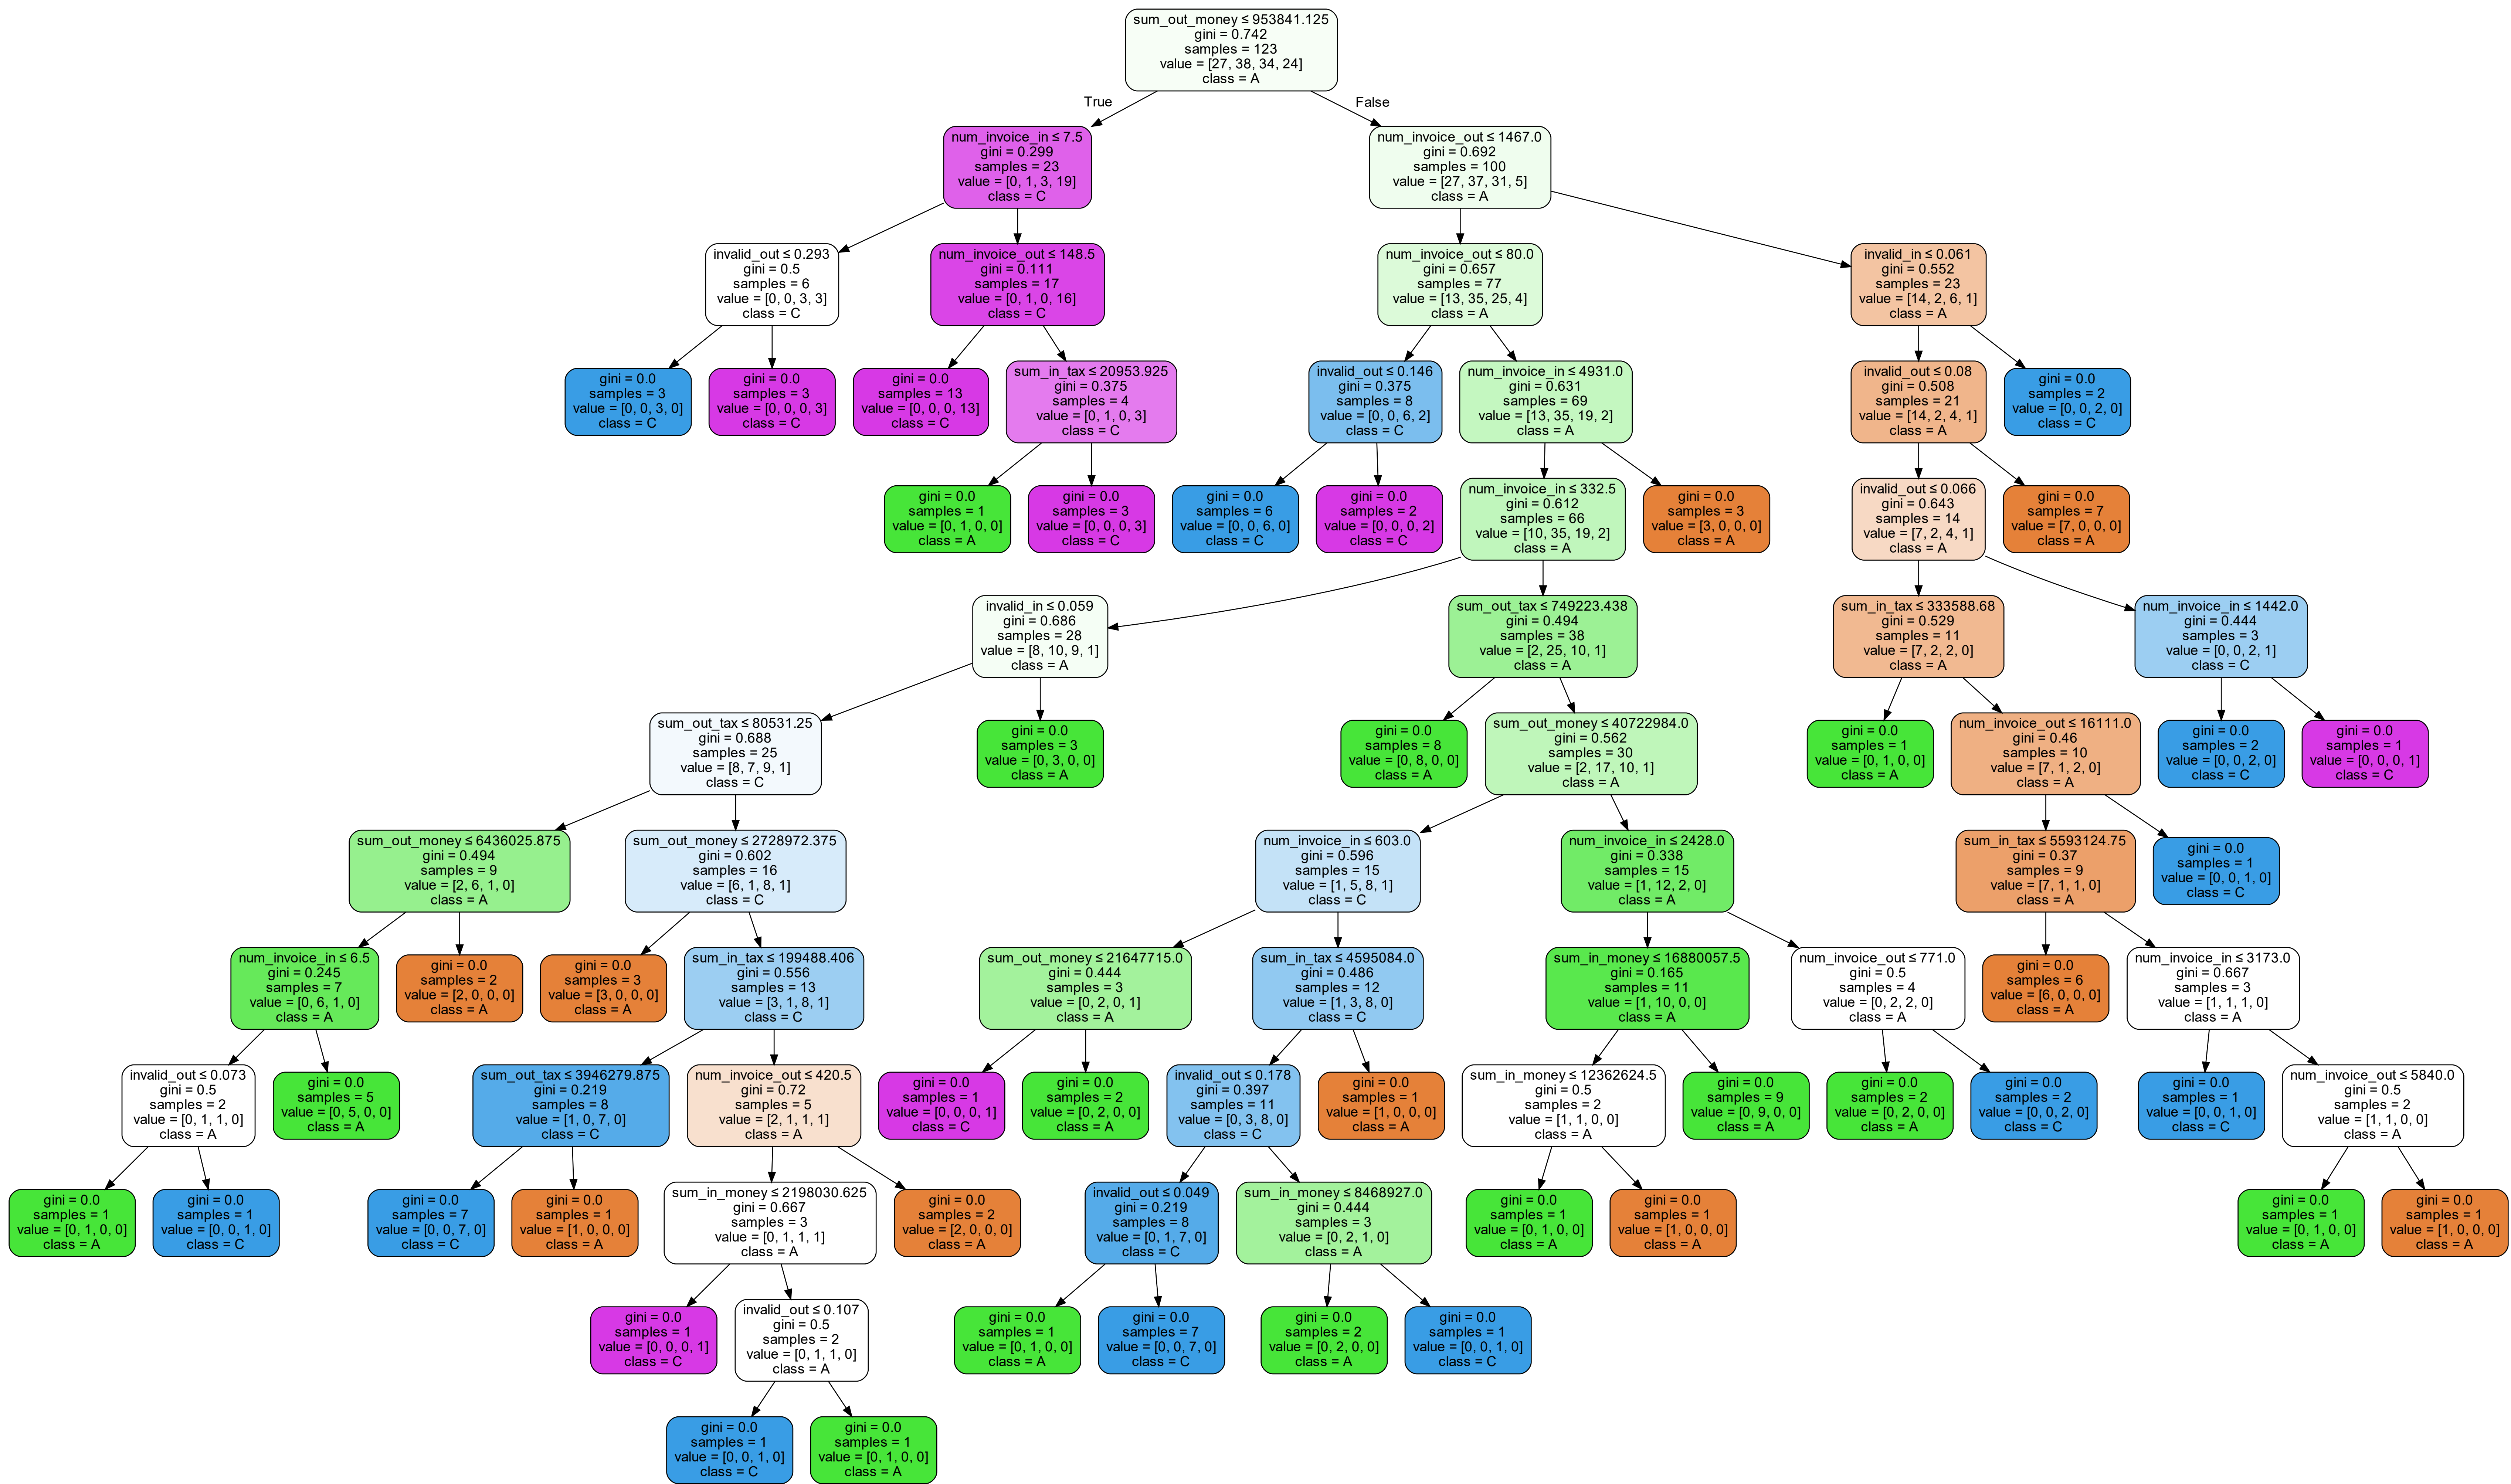 sum_out_money ≤ 953841.125
gini = 0.742
samples = 123
value = [27, 38, 34, 24]
class = A
True
False
num_invoice_in ≤ 7.5
gini = 0.299
samples = 23
value = [0, 1, 3, 19]
class = C
num_invoice_out ≤ 1467.0
gini = 0.692
samples = 100
value = [27, 37, 31, 5]
class = A
invalid_out ≤ 0.293
gini = 0.5
samples = 6
value = [0, 0, 3, 3]
class = C
num_invoice_out ≤ 148.5
gini = 0.111
samples = 17
value = [0, 1, 0, 16]
class = C
num_invoice_out ≤ 80.0
gini = 0.657
samples = 77
value = [13, 35, 25, 4]
class = A
invalid_in ≤ 0.061
gini = 0.552
samples = 23
value = [14, 2, 6, 1]
class = A
gini = 0.0
samples = 3
value = [0, 0, 3, 0]
class = C
gini = 0.0
samples = 3
value = [0, 0, 0, 3]
class = C
gini = 0.0
samples = 13
value = [0, 0, 0, 13]
class = C
sum_in_tax ≤ 20953.925
gini = 0.375
samples = 4
value = [0, 1, 0, 3]
class = C
invalid_out ≤ 0.146
gini = 0.375
samples = 8
value = [0, 0, 6, 2]
class = C
num_invoice_in ≤ 4931.0
gini = 0.631
samples = 69
value = [13, 35, 19, 2]
class = A
invalid_out ≤ 0.08
gini = 0.508
samples = 21
value = [14, 2, 4, 1]
class = A
gini = 0.0
samples = 2
value = [0, 0, 2, 0]
class = C
gini = 0.0
samples = 1
value = [0, 1, 0, 0]
class = A
gini = 0.0
samples = 3
value = [0, 0, 0, 3]
class = C
gini = 0.0
samples = 6
value = [0, 0, 6, 0]
class = C
gini = 0.0
samples = 2
value = [0, 0, 0, 2]
class = C
num_invoice_in ≤ 332.5
gini = 0.612
samples = 66
value = [10, 35, 19, 2]
class = A
gini = 0.0
samples = 3
value = [3, 0, 0, 0]
class = A
invalid_out ≤ 0.066
gini = 0.643
samples = 14
value = [7, 2, 4, 1]
class = A
gini = 0.0
samples = 7
value = [7, 0, 0, 0]
class = A
invalid_in ≤ 0.059
gini = 0.686
samples = 28
value = [8, 10, 9, 1]
class = A
sum_out_tax ≤ 749223.438
gini = 0.494
samples = 38
value = [2, 25, 10, 1]
class = A
sum_in_tax ≤ 333588.68
gini = 0.529
samples = 11
value = [7, 2, 2, 0]
class = A
num_invoice_in ≤ 1442.0
gini = 0.444
samples = 3
value = [0, 0, 2, 1]
class = C
sum_out_tax ≤ 80531.25
gini = 0.688
samples = 25
value = [8, 7, 9, 1]
class = C
gini = 0.0
samples = 3
value = [0, 3, 0, 0]
class = A
gini = 0.0
samples = 8
value = [0, 8, 0, 0]
class = A
sum_out_money ≤ 40722984.0
gini = 0.562
samples = 30
value = [2, 17, 10, 1]
class = A
gini = 0.0
samples = 1
value = [0, 1, 0, 0]
class = A
num_invoice_out ≤ 16111.0
gini = 0.46
samples = 10
value = [7, 1, 2, 0]
class = A
gini = 0.0
samples = 2
value = [0, 0, 2, 0]
class = C
gini = 0.0
samples = 1
value = [0, 0, 0, 1]
class = C
sum_out_money ≤ 6436025.875
gini = 0.494
samples = 9
value = [2, 6, 1, 0]
class = A
sum_out_money ≤ 2728972.375
gini = 0.602
samples = 16
value = [6, 1, 8, 1]
class = C
num_invoice_in ≤ 603.0
gini = 0.596
samples = 15
value = [1, 5, 8, 1]
class = C
num_invoice_in ≤ 2428.0
gini = 0.338
samples = 15
value = [1, 12, 2, 0]
class = A
sum_in_tax ≤ 5593124.75
gini = 0.37
samples = 9
value = [7, 1, 1, 0]
class = A
gini = 0.0
samples = 1
value = [0, 0, 1, 0]
class = C
num_invoice_in ≤ 6.5
gini = 0.245
samples = 7
value = [0, 6, 1, 0]
class = A
gini = 0.0
samples = 2
value = [2, 0, 0, 0]
class = A
gini = 0.0
samples = 3
value = [3, 0, 0, 0]
class = A
sum_in_tax ≤ 199488.406
gini = 0.556
samples = 13
value = [3, 1, 8, 1]
class = C
sum_out_money ≤ 21647715.0
gini = 0.444
samples = 3
value = [0, 2, 0, 1]
class = A
sum_in_tax ≤ 4595084.0
gini = 0.486
samples = 12
value = [1, 3, 8, 0]
class = C
sum_in_money ≤ 16880057.5
gini = 0.165
samples = 11
value = [1, 10, 0, 0]
class = A
num_invoice_out ≤ 771.0
gini = 0.5
samples = 4
value = [0, 2, 2, 0]
class = A
gini = 0.0
samples = 6
value = [6, 0, 0, 0]
class = A
num_invoice_in ≤ 3173.0
gini = 0.667
samples = 3
value = [1, 1, 1, 0]
class = A
invalid_out ≤ 0.073
gini = 0.5
samples = 2
value = [0, 1, 1, 0]
class = A
gini = 0.0
samples = 5
value = [0, 5, 0, 0]
class = A
sum_out_tax ≤ 3946279.875
gini = 0.219
samples = 8
value = [1, 0, 7, 0]
class = C
num_invoice_out ≤ 420.5
gini = 0.72
samples = 5
value = [2, 1, 1, 1]
class = A
gini = 0.0
samples = 1
value = [0, 0, 0, 1]
class = C
gini = 0.0
samples = 2
value = [0, 2, 0, 0]
class = A
invalid_out ≤ 0.178
gini = 0.397
samples = 11
value = [0, 3, 8, 0]
class = C
gini = 0.0
samples = 1
value = [1, 0, 0, 0]
class = A
sum_in_money ≤ 12362624.5
gini = 0.5
samples = 2
value = [1, 1, 0, 0]
class = A
gini = 0.0
samples = 9
value = [0, 9, 0, 0]
class = A
gini = 0.0
samples = 2
value = [0, 2, 0, 0]
class = A
gini = 0.0
samples = 2
value = [0, 0, 2, 0]
class = C
gini = 0.0
samples = 1
value = [0, 0, 1, 0]
class = C
num_invoice_out ≤ 5840.0
gini = 0.5
samples = 2
value = [1, 1, 0, 0]
class = A
gini = 0.0
samples = 1
value = [0, 1, 0, 0]
class = A
gini = 0.0
samples = 1
value = [0, 0, 1, 0]
class = C
gini = 0.0
samples = 7
value = [0, 0, 7, 0]
class = C
gini = 0.0
samples = 1
value = [1, 0, 0, 0]
class = A
sum_in_money ≤ 2198030.625
gini = 0.667
samples = 3
value = [0, 1, 1, 1]
class = A
gini = 0.0
samples = 2
value = [2, 0, 0, 0]
class = A
invalid_out ≤ 0.049
gini = 0.219
samples = 8
value = [0, 1, 7, 0]
class = C
sum_in_money ≤ 8468927.0
gini = 0.444
samples = 3
value = [0, 2, 1, 0]
class = A
gini = 0.0
samples = 1
value = [0, 1, 0, 0]
class = A
gini = 0.0
samples = 1
value = [1, 0, 0, 0]
class = A
gini = 0.0
samples = 1
value = [0, 1, 0, 0]
class = A
gini = 0.0
samples = 1
value = [1, 0, 0, 0]
class = A
gini = 0.0
samples = 1
value = [0, 0, 0, 1]
class = C
invalid_out ≤ 0.107
gini = 0.5
samples = 2
value = [0, 1, 1, 0]
class = A
gini = 0.0
samples = 1
value = [0, 1, 0, 0]
class = A
gini = 0.0
samples = 7
value = [0, 0, 7, 0]
class = C
gini = 0.0
samples = 2
value = [0, 2, 0, 0]
class = A
gini = 0.0
samples = 1
value = [0, 0, 1, 0]
class = C
gini = 0.0
samples = 1
value = [0, 0, 1, 0]
class = C
gini = 0.0
samples = 1
value = [0, 1, 0, 0]
class = A